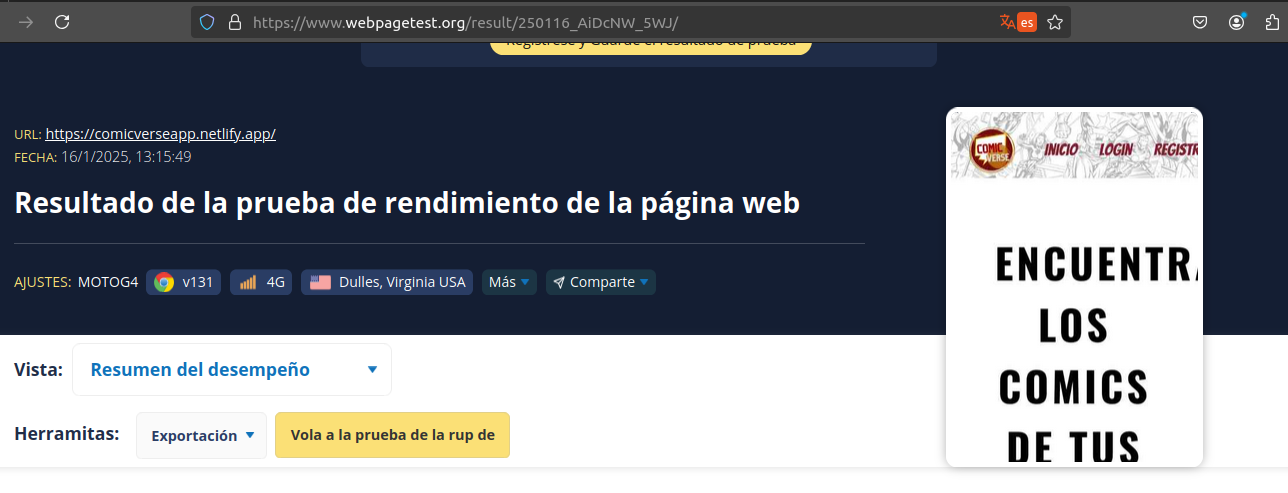 https://www.webpagetest.org/result/250116_AiDcNW_5WJ/
es
Regístrese y Guarde el resultado de prueba
URL: https://comicverseapp.netlify.app/
FECHA: 16/1/2025, 13:15:49
Resultado de la prueba de rendimiento de la página web
AJUSTES: MOTOG4 v131 4G Dulles, Virginia USA Más Comparte
Vista: Resumen del desempeño
Herramitas: Exportación Vola a la prueba de la rup de
COMIC
VERSE
INICIO LOGIN REGISTR
ENCUENTRA
LOS
COMICS
DE TUS